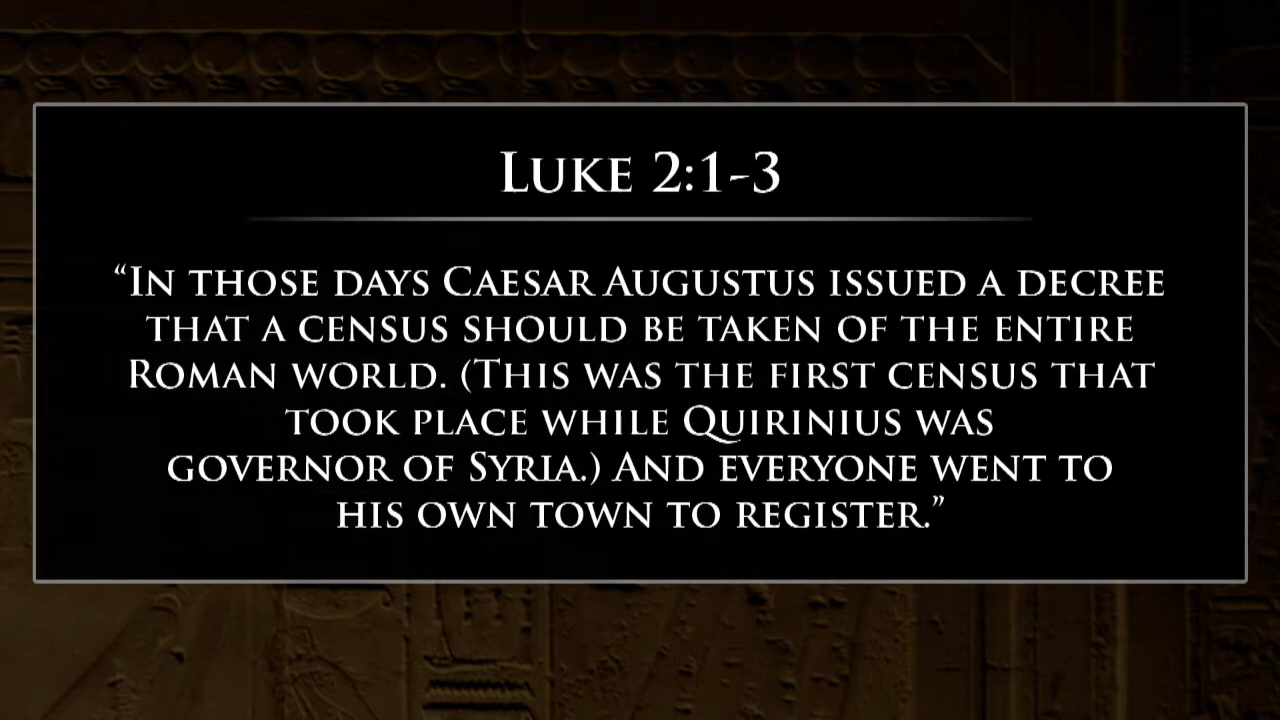 Luke 2:1-3
“In those days Caesar Augustus issued a decree
that a census should be taken of the entire
Roman world. (This was the first census that
took place while Quirinius was
governor of Syria.) And everyone went to
his own town to register.”